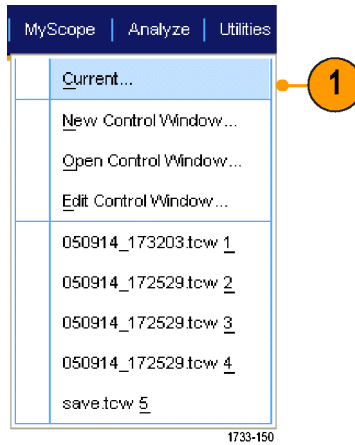 MyScope | Analyze | Utilities
Current...
1
New Control Window...
Open Control Window...
Edit Control Window...
050914_173203.tcw 1
050914_172529.tcw 2
050914_172529.tcw 3
050914_172529.tcw 4
save.tcw 5
1733-150